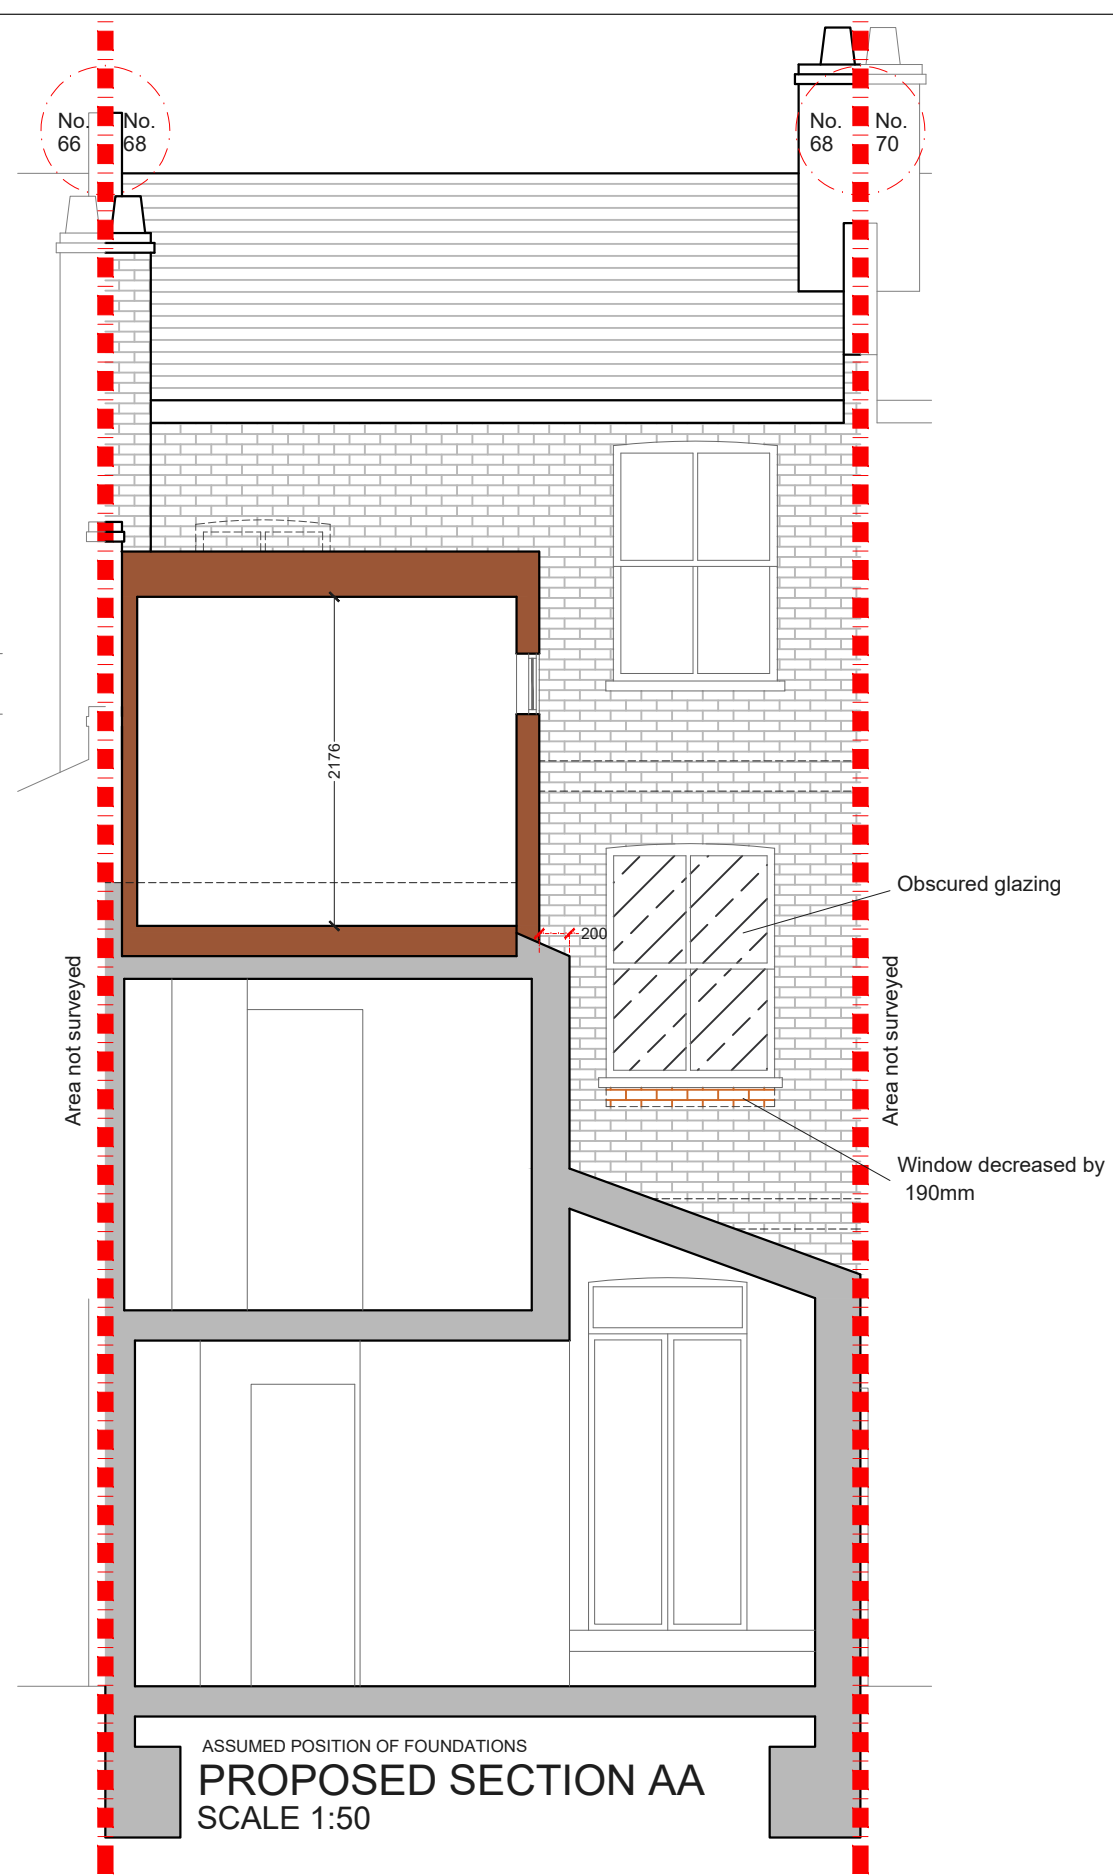 No.
66
No.
68
No.
68
No.
70
2176
Obscured glazing
200
Area not surveyed
Area not surveyed
Window decreased by
190mm
ASSUMED POSITION OF FOUNDATIONS
PROPOSED SECTION AA
SCALE 1:50